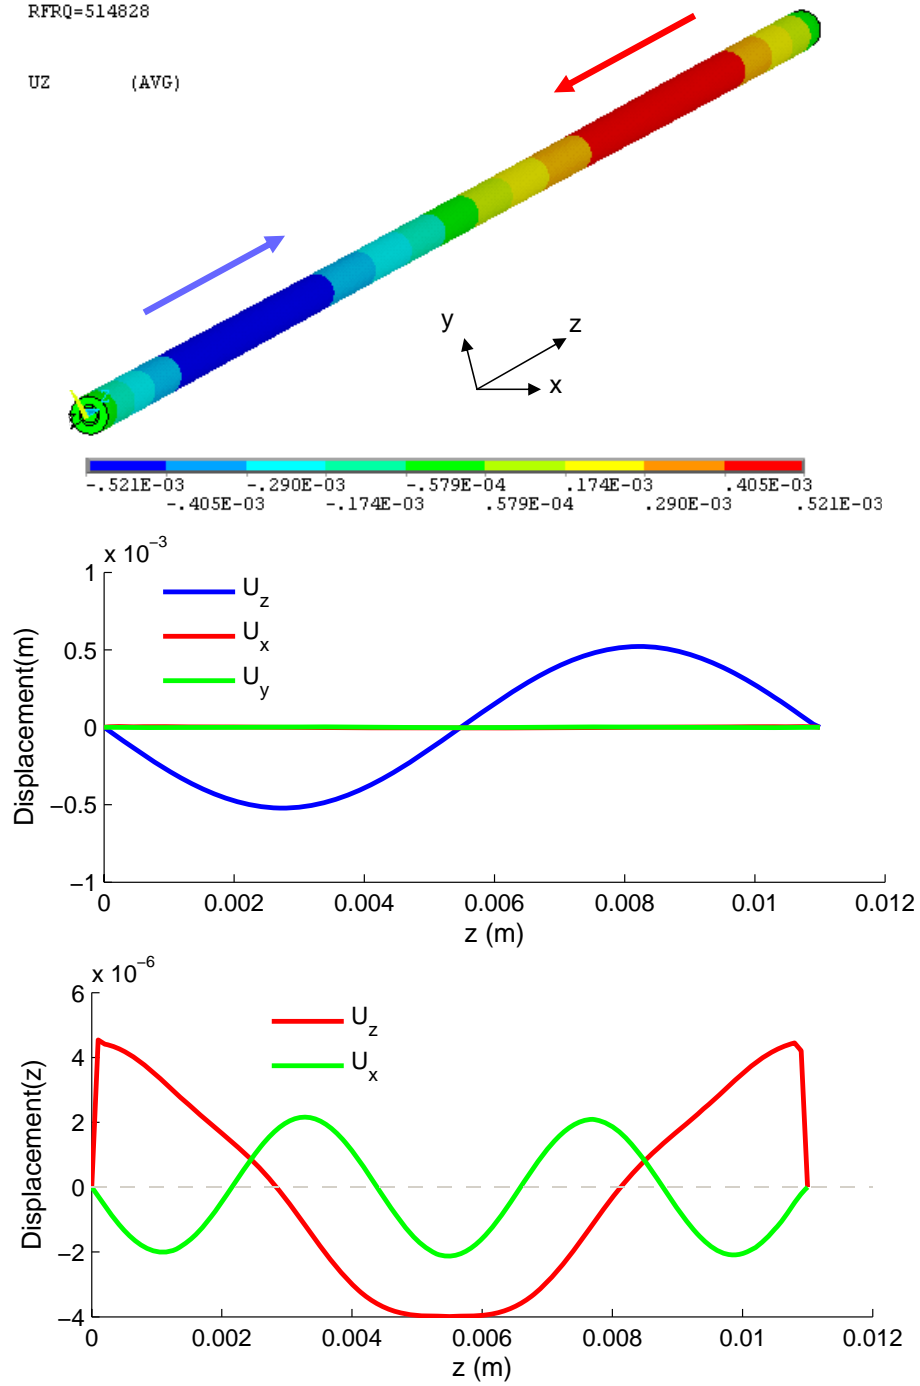 RFRQ=514828
UZ (AVG)
y
z
x
-.521E-03 -.290E-03 -.579E-04 .174E-03 .405E-03
-.405E-03 -.174E-03 .579E-04 .290E-03 .521E-03
x 10−3
1
0.5
0
−0.5
−1
Displacement(m)
Uz
Ux
Uy
0 0.002 0.004 0.006 0.008 0.01 0.012
z (m)
x 10−6
6
4
2
0
−2
−4
Displacement(z)
Uz
Ux
0 0.002 0.004 0.006 0.008 0.01 0.012
z (m)